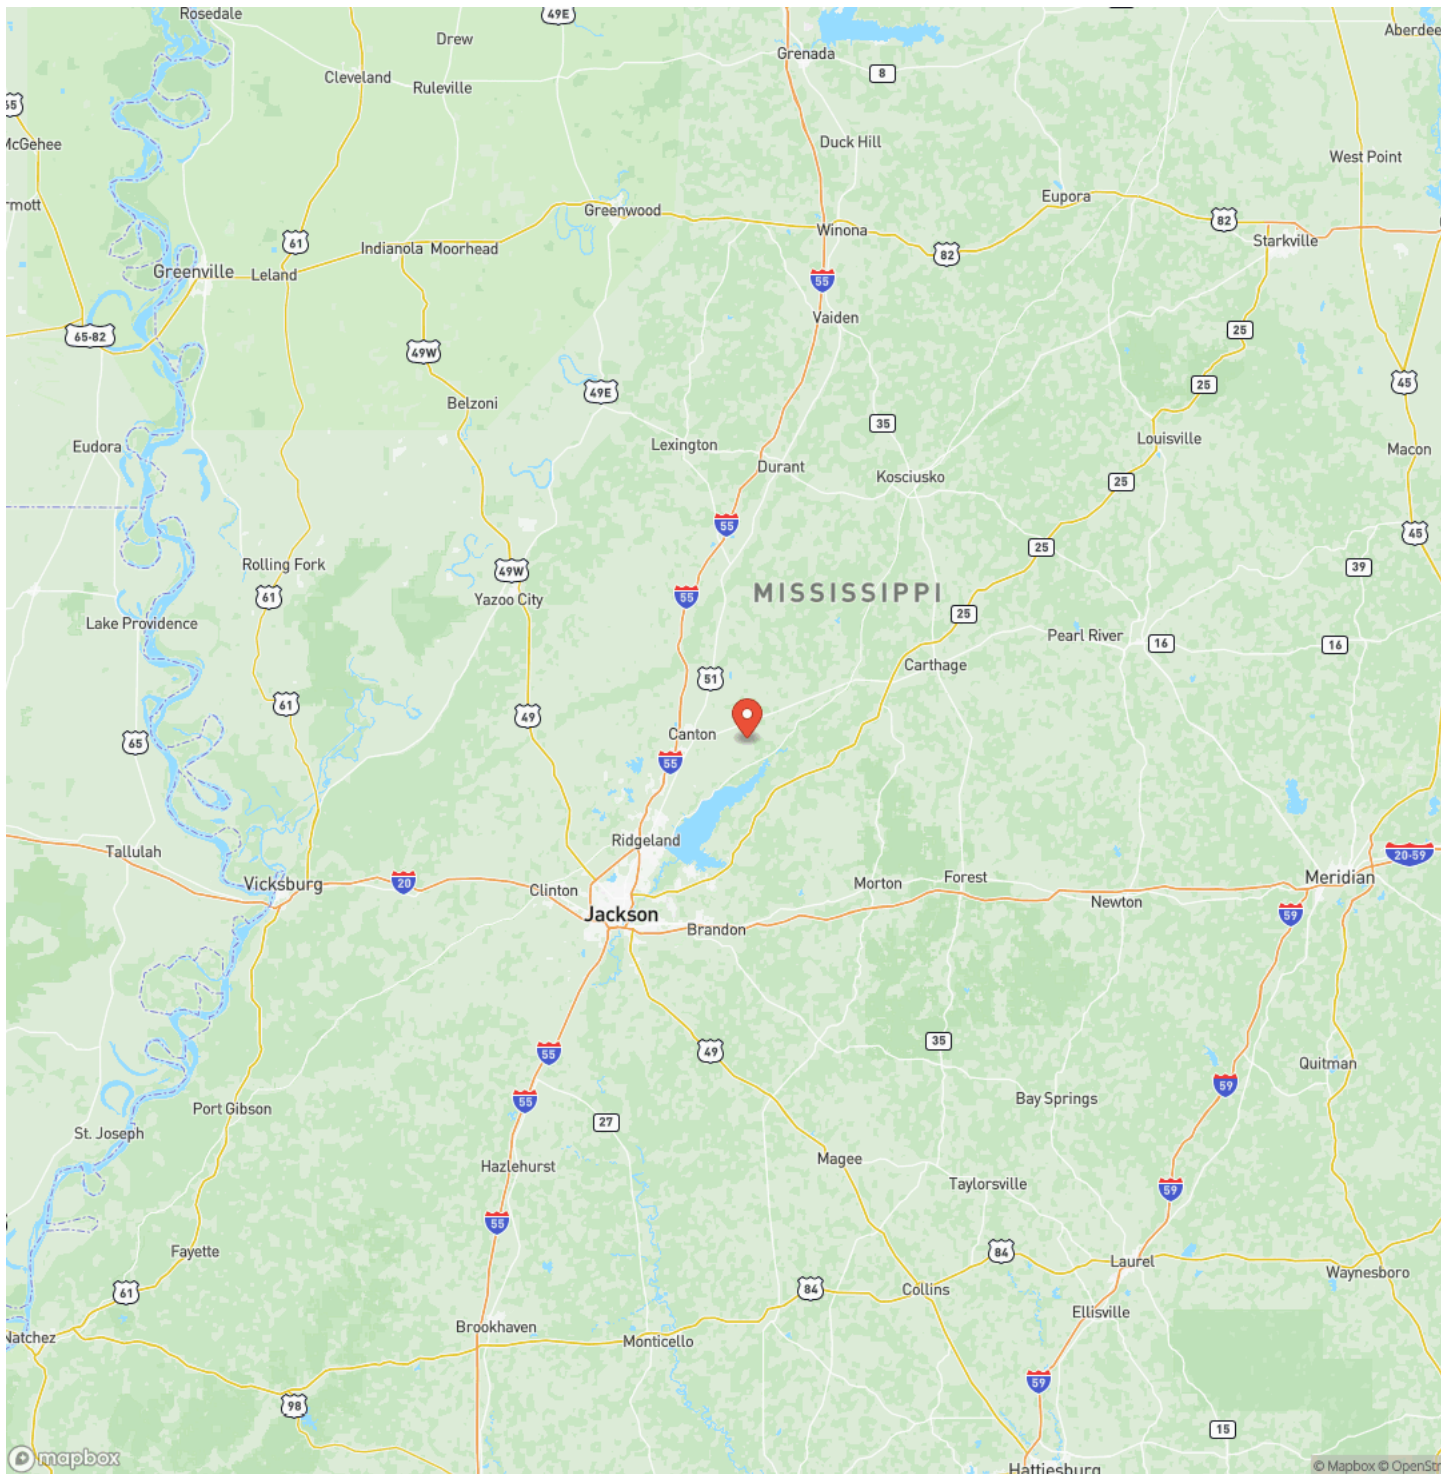 Rosedale
49E
Drew
Aberdee
Grenada
Cleveland
8
Ruleville
65
McGehee
Duck Hill
West Point
rmott
Eupora
Greenwood
82
Winona
61
Starkville
Indianola Moorhead
82
Greenville
Leland
55
Vaiden
25
65-82
49W
45
25
49E
Belzoni
35
Louisville
Eudora
Lexington
Macon
Durant
Kosciusko
25
55
45
25
Rolling Fork
49W
39
MISSISSIPPI
61
55
Yazoo City
25
Lake Providence
Pearl River
16
16
Carthage
51
61
49
Canton
65
55
Ridgeland
Tallulah
20-59
Vicksburg
20
Clinton
Morton
Forest
Meridian
Newton
Jackson
59
Brandon
35
49
55
Quitman
59
55
Bay Springs
Port Gibson
27
St. Joseph
Magee
Hazlehurst
Taylorsville
59
55
Fayette
84
Laurel
Waynesboro
61
84
Collins
Ellisville
Brookhaven
Natchez
Monticello
59
98
15
mapbox
Hattiesburg
© Mapbox © OpenStr